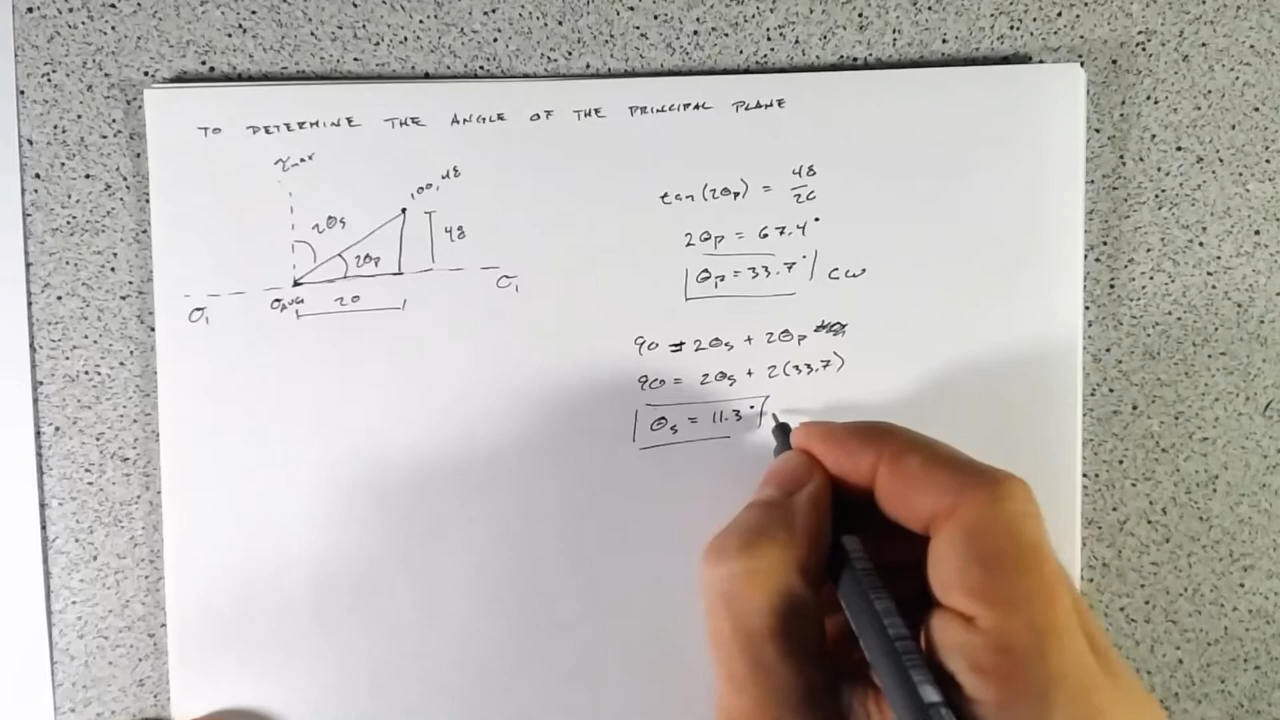 TO DETERMINE THE ANGLE OF THE PRINCIPAL PLANE
τmax
100, 48
2θs
48
2θp
σ1
σAVG
20
σ1
tan(2θp) = 48/20
2θp = 67.4°
θp = 33.7° CW
90 = 2θs + 2θp
90 = 2θs + 2(33.7)
θs = 11.3°